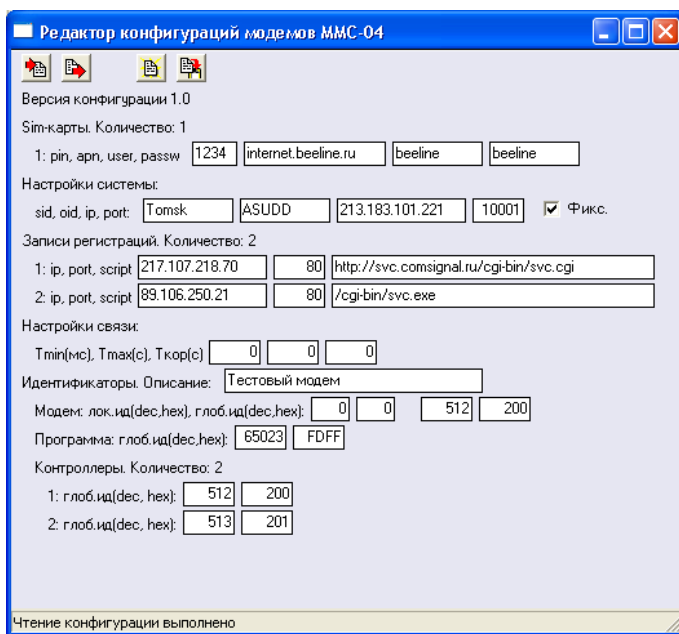 Редактор конфигураций модемов ММС-04
Версия конфигурации 1.0
Sim-карты. Количество: 1
1: pin, apn, user, passw 1234 internet.beeline.ru beeline beeline
Настройки системы:
sid, oid, ip, port: Tomsk ASUDD 213.183.101.221 10001 Фикс.
Записи регистраций. Количество: 2
1: ip, port, script 217.107.218.70 80 http://svc.comsignal.ru/cgi-bin/svc.cgi
2: ip, port, script 89.106.250.21 80 /cgi-bin/svc.exe
Настройки связи:
Tmin(мс), Tmax(с), Tкор(с) 0 0 0
Идентификаторы. Описание: Тестовый модем
Модем: лок.ид(dec,hex), глоб.ид(dec,hex): 0 0 512 200
Программа: глоб.ид(dec,hex): 65023 FDFF
Контроллеры. Количество: 2
1: глоб.ид(dec, hex): 512 200
2: глоб.ид(dec, hex): 513 201
Чтение конфигурации выполнено